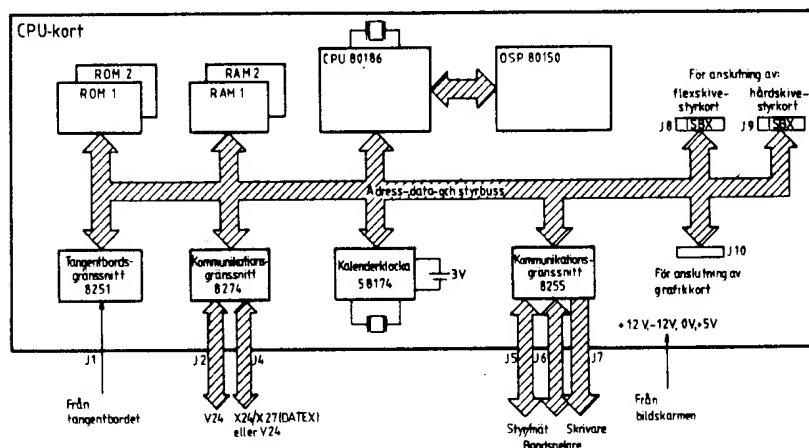 CPU-kort
ROM 2
ROM 1
RAM 2
RAM 1
CPU 80186
OSP 80150
För anslutning av:
flexskive-
styrkort
hårdskive-
styrkort
J8
SBX
J9
SBX
Adress-data-och styrbuss
Tangentbords-
gränssnitt
8251
Kommunikations-
gränssnitt
8274
Kalenderklocka
58174
3V
Kommunikations-
gränssnitt
8255
J10
För anslutning av
grafikkort
+12 V,-12V, 0V,+5V
J1
J2
J4
J5
J6
J7
Från
tangentbordet
V24
X24/X27(DATEX)
eller V24
Styrnät
Bandspelare
Skrivare
Från
bildskärmen